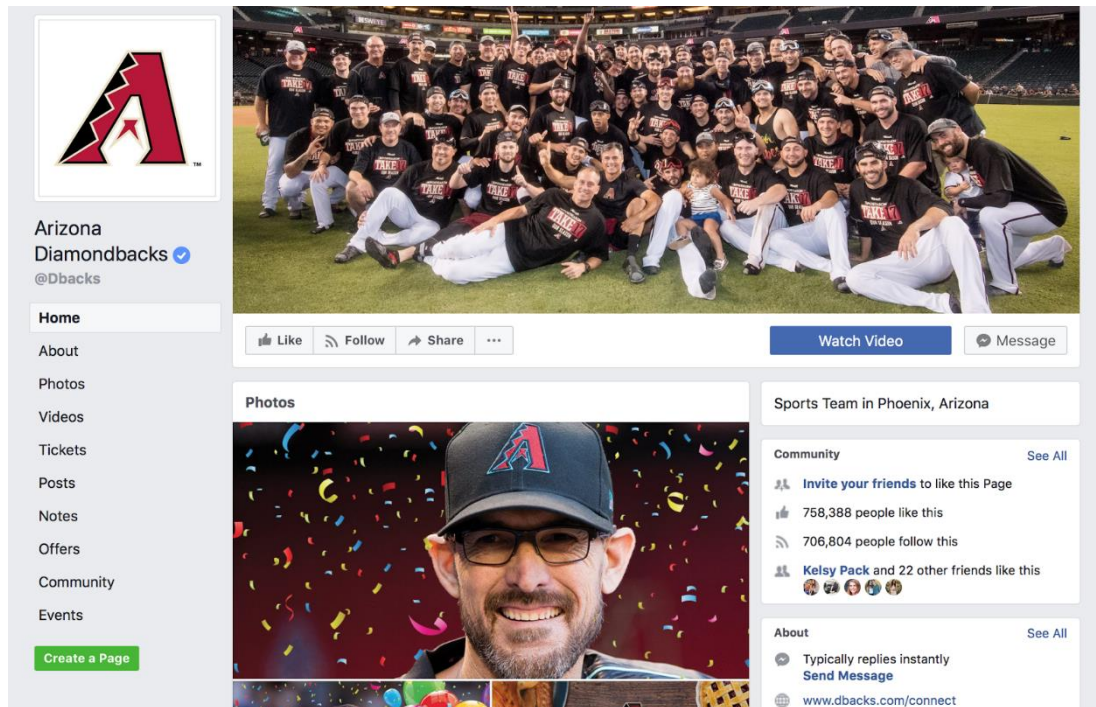 TM
Arizona
Diamondbacks
@Dbacks
Home
About
Photos
Videos
Tickets
Posts
Notes
Offers
Community
Events
Create a Page
TAKE
Like Follow Share ...
Watch Video
Message
Photos
Sports Team in Phoenix, Arizona
Community See All
Invite your friends to like this Page
758,388 people like this
706,804 people follow this
Kelsy Pack and 22 other friends like this
About See All
Typically replies instantly
Send Message
www.dbacks.com/connect